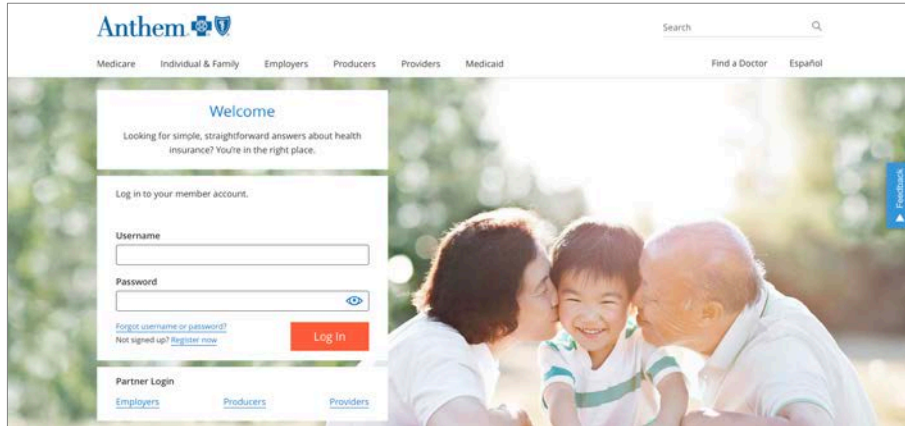 Anthem
Search
Medicare Individual & Family Employers Producers Providers Medicaid Find a Doctor Español
Welcome
Looking for simple, straightforward answers about health
insurance? You're in the right place.
Log in to your member account.
Username
Password
Forgot username or password?
Not signed up? Register now
Log In
Partner Login
Employers Producers Providers
Feedback